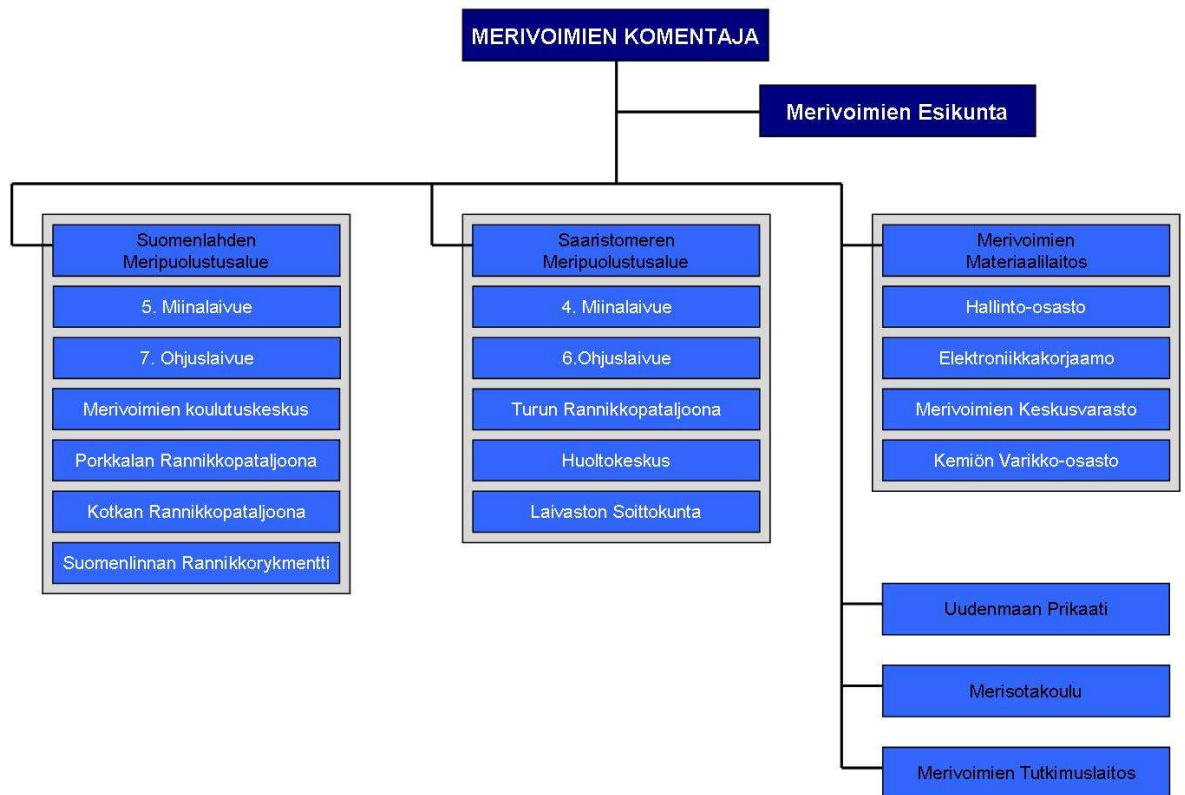 MERIVOIMIEN KOMENTAJA
Merivoimien Esikunta
Suomenlahden
Meripuolustusalue
5. Miinalaivue
7. Ohjuslaivue
Merivoimien koulutuskeskus
Porkkalan Rannikkopataljoona
Kotkan Rannikkopataljoona
Suomenlinnan Rannikkorykmentti
Saaristomeren
Meripuolustusalue
4. Miinalaivue
6.Ohjuslaivue
Turun Rannikkopataljoona
Huoltokeskus
Laivaston Soittokunta
Merivoimien
Materiaalilaitos
Hallinto-osasto
Elektroniikkakorjaamo
Merivoimien Keskusvarasto
Kemiön Varikko-osasto
Uudenmaan Prikaati
Merisotakoulu
Merivoimien Tutkimuslaitos